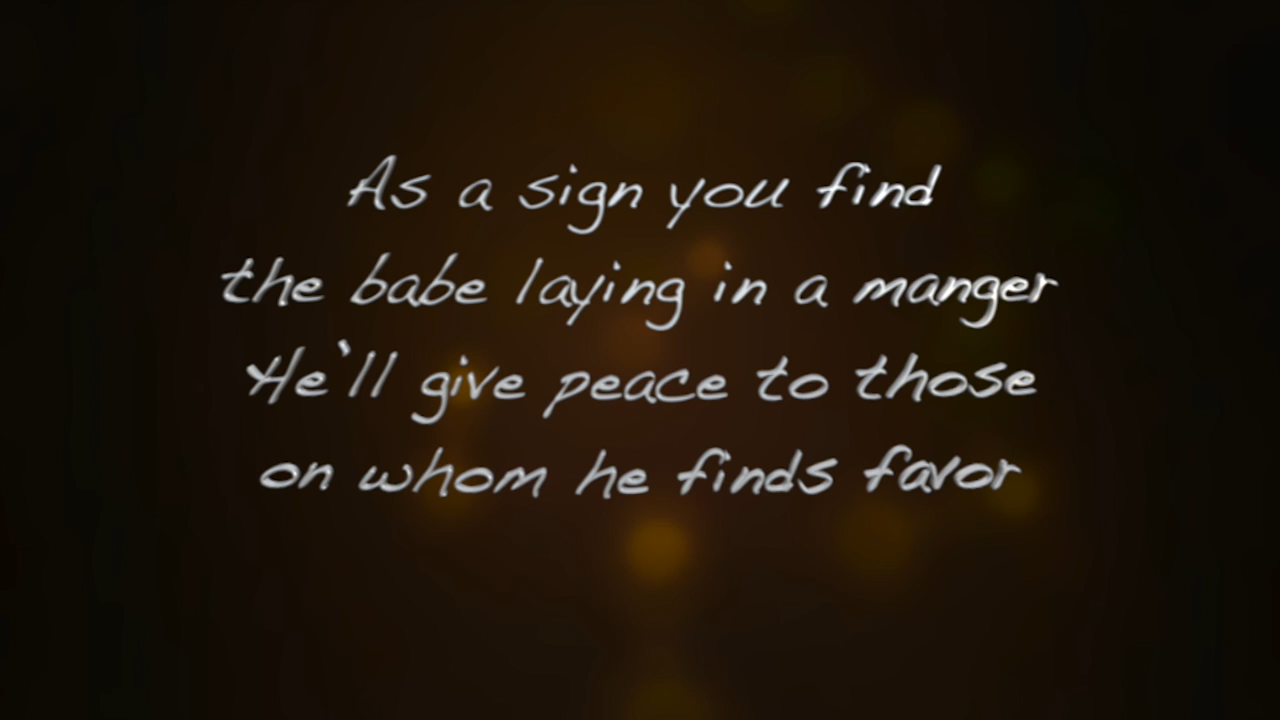 As a sign you find
the babe laying in a manger
He'll give peace to those
on whom he finds favor